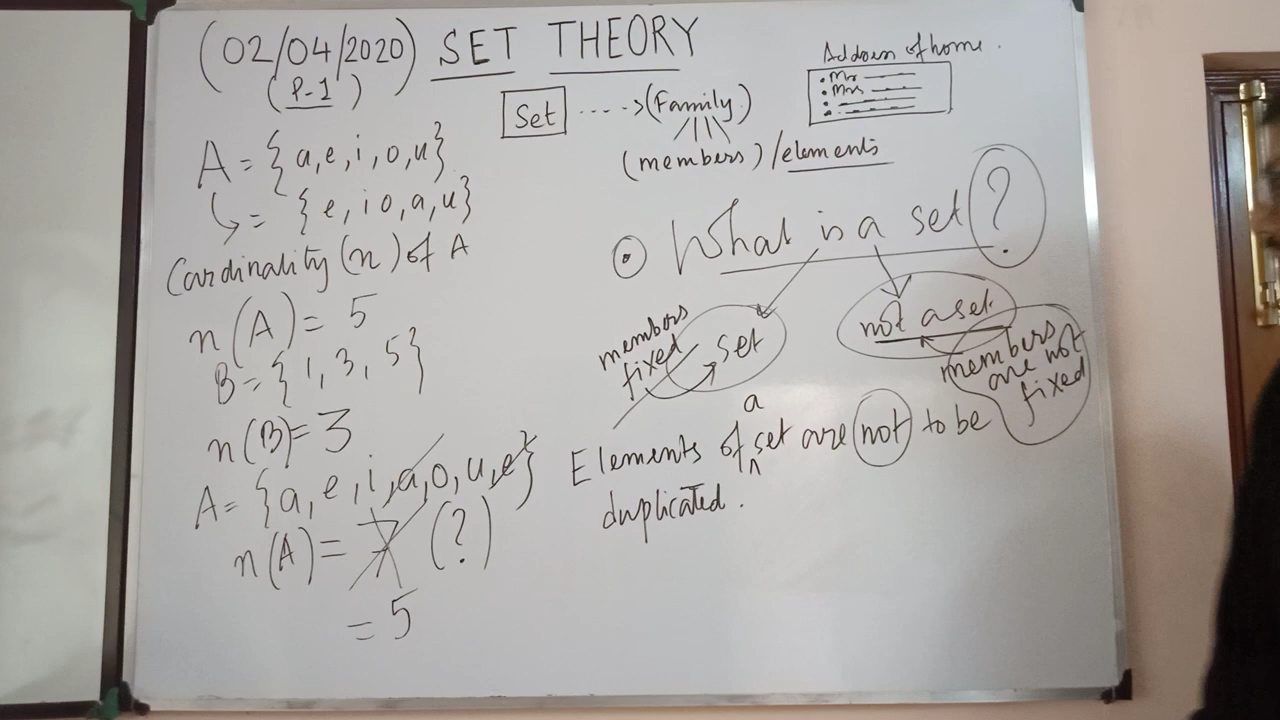 (02/04/2020) SET THEORY
(P-1)
Set ----> (Family)
(members) / elements
Address of home.
• Mr
• Mrs
A = {a, e, i, o, u}
= {e, i o, a, u}
Cardinality (n) of A
n(A) = 5
B = {1, 3, 5}
n(B) = 3
A = {a, e, i, a, o, u, e}
n(A) = 7 (?)
= 5
What is a set ?
members fixed
set
not a set
members are not fixed
Elements of a set are not to be
duplicated.